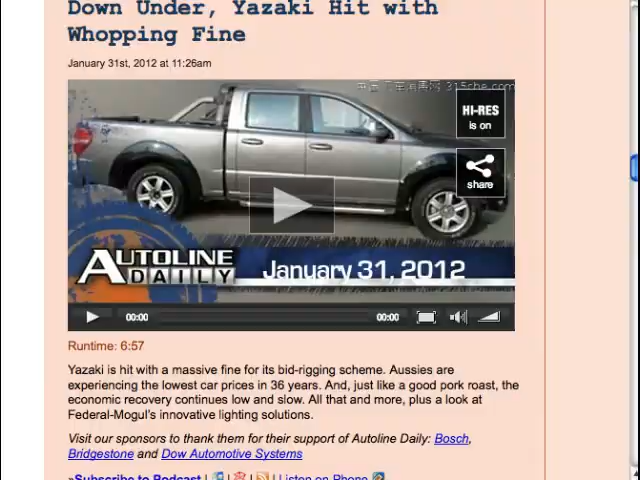 Down Under, Yazaki Hit with
Whopping Fine
January 31st, 2012 at 11:26am
315che.com
HI-RES
is on
share
AUTOLINE
DAILY
January 31, 2012
00:00
00:00
Runtime: 6:57
Yazaki is hit with a massive fine for its bid-rigging scheme. Aussies are
experiencing the lowest car prices in 36 years. And, just like a good pork roast, the
economic recovery continues low and slow. All that and more, plus a look at
Federal-Mogul's innovative lighting solutions.
Visit our sponsors to thank them for their support of Autoline Daily: Bosch,
Bridgestone and Dow Automotive Systems
»Subscribe to Podcast | | | | Listen on Phone